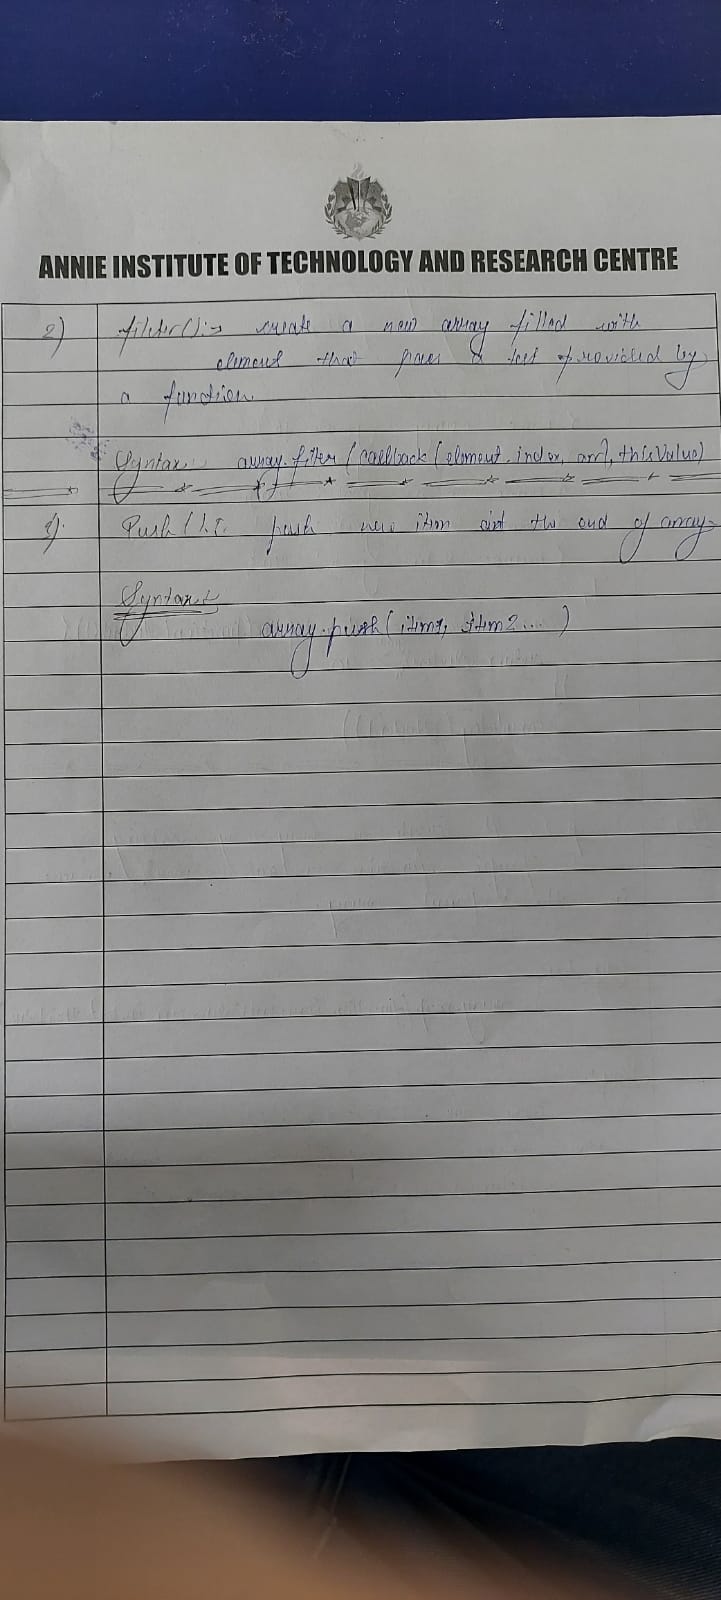 ANNIE INSTITUTE OF TECHNOLOGY AND RESEARCH CENTRE
2) filter():- create a new array filled with
element that pass a test provided by
a function
Syntax: array.filter(callback(element, index, arr), thisValue)
3). Push(): push new item at the end of array
Syntax:
array.push(item1, item2...)